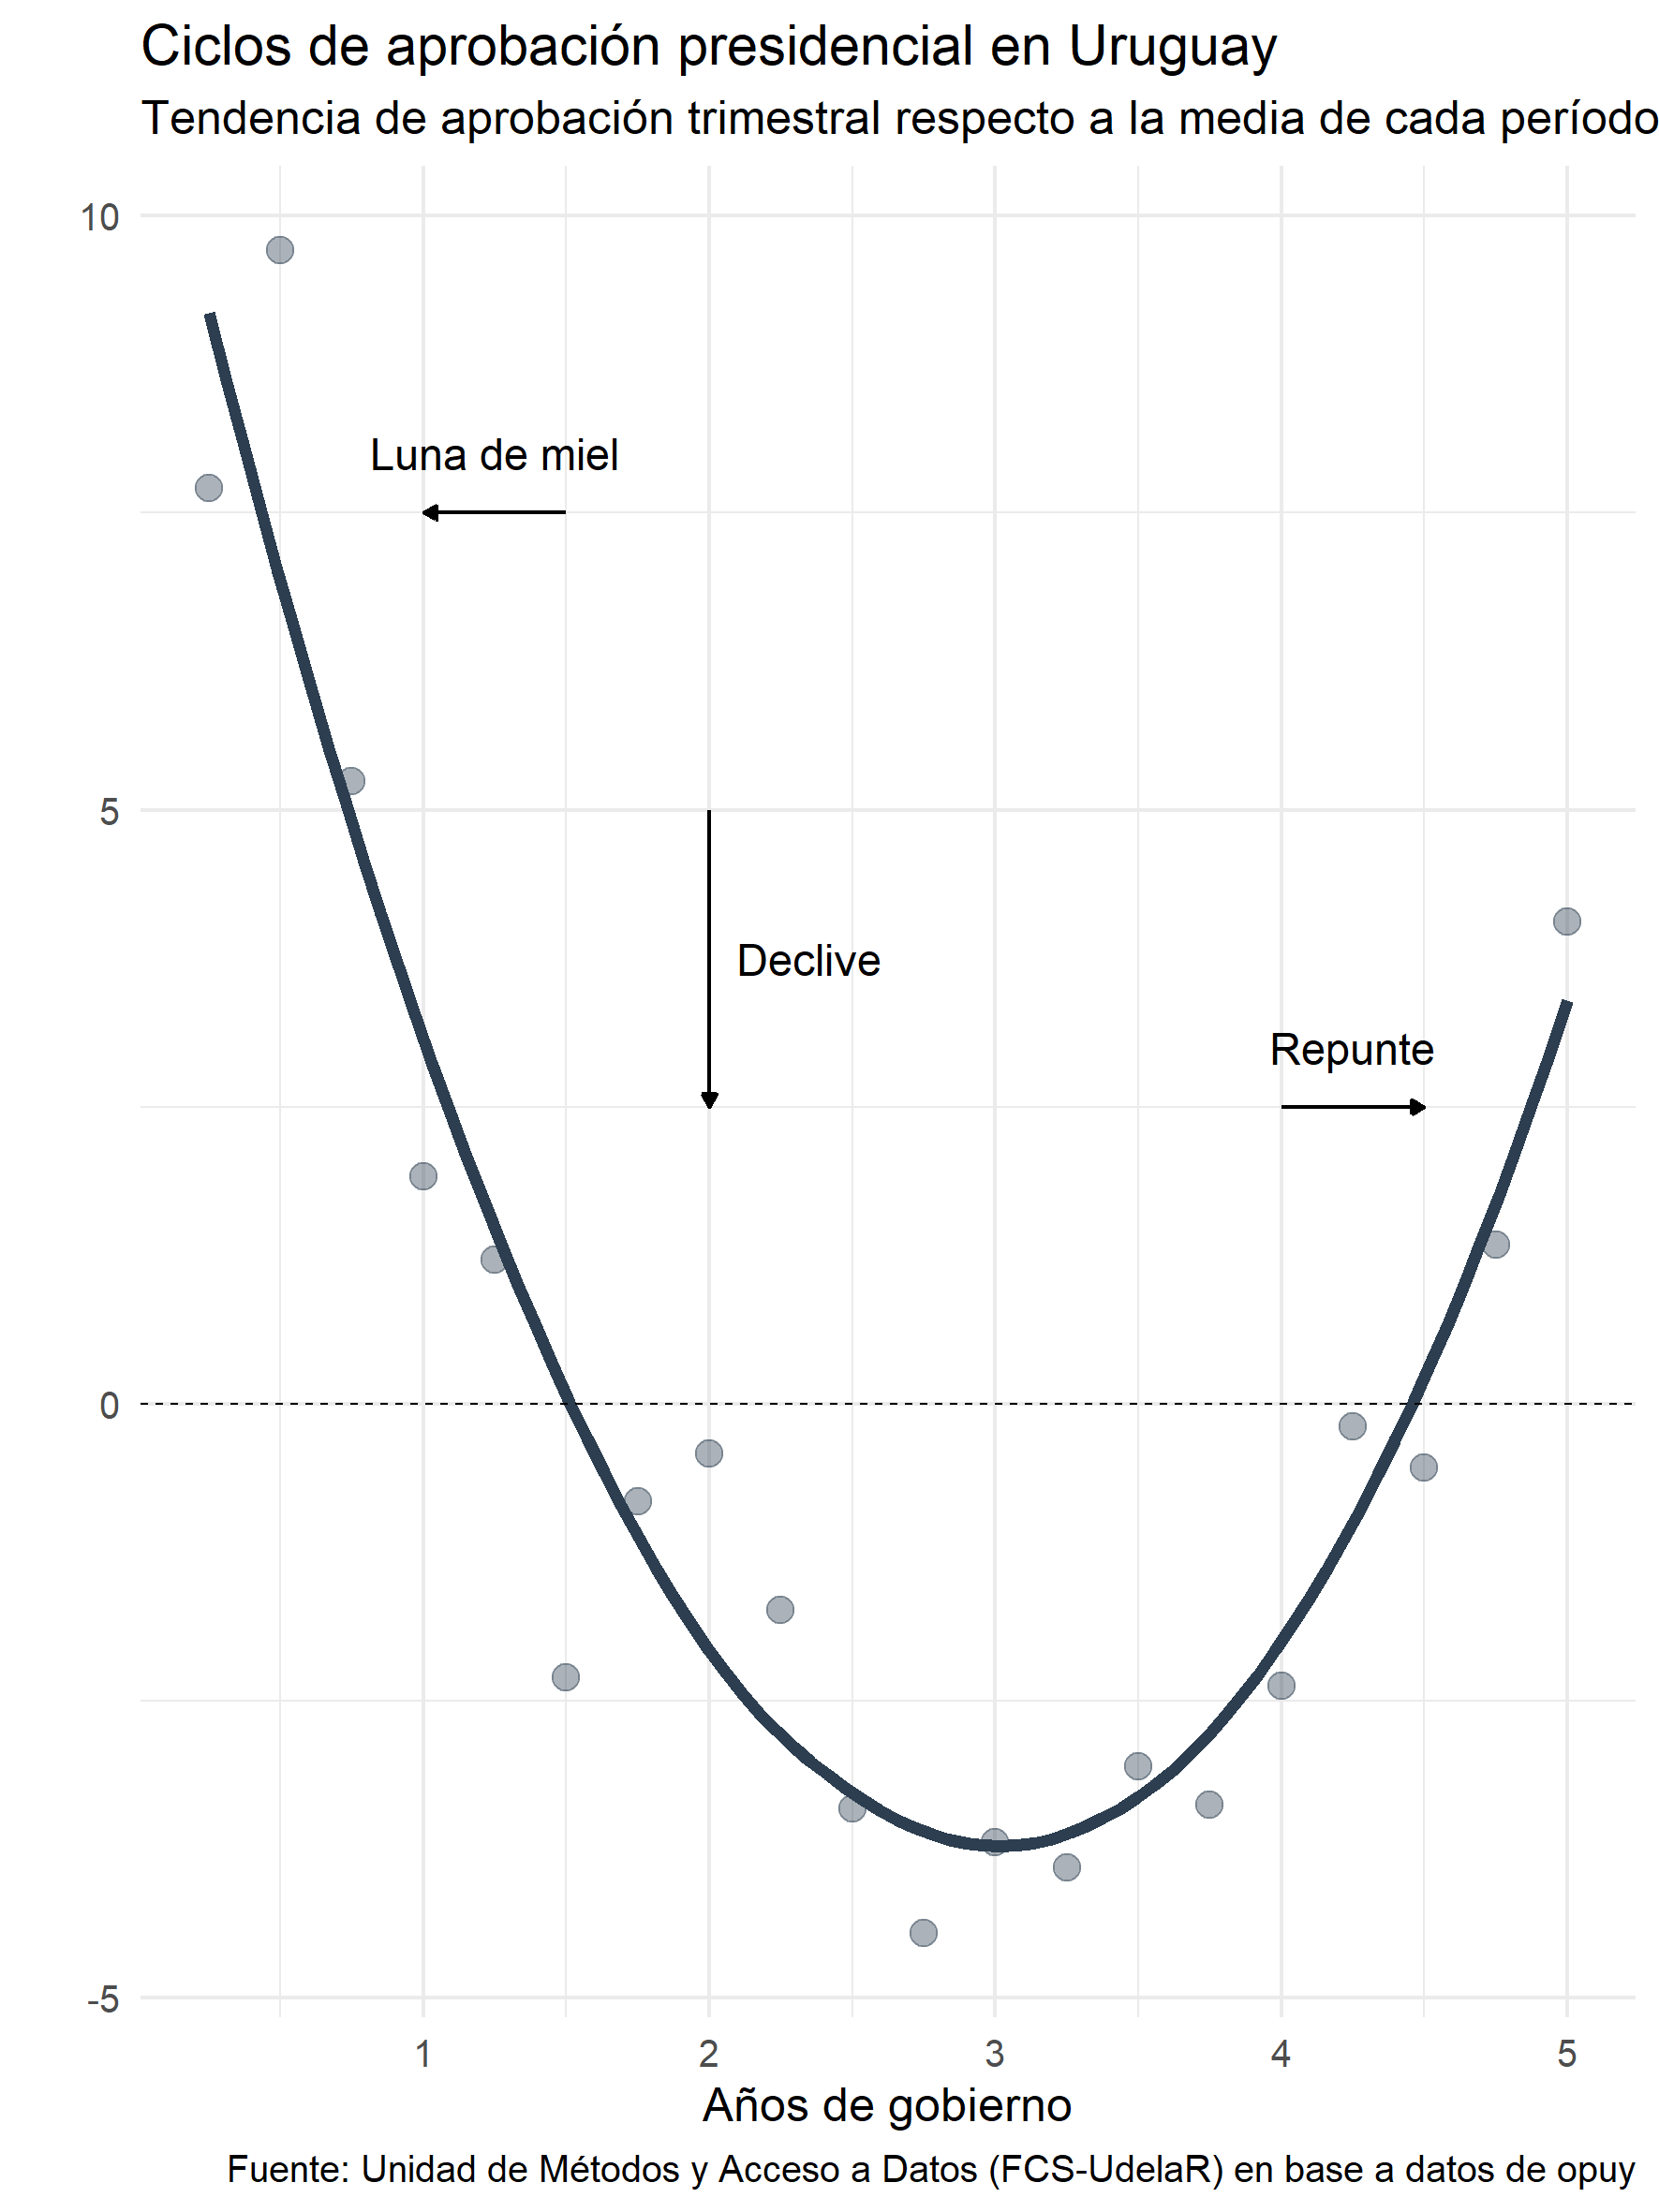 Ciclos de aprobación presidencial en Uruguay
Tendencia de aprobación trimestral respecto a la media de cada período
10
Luna de miel
5
Declive
Repunte
0
-5
1 2 3 4 5
Años de gobierno
Fuente: Unidad de Métodos y Acceso a Datos (FCS-UdelaR) en base a datos de opuy